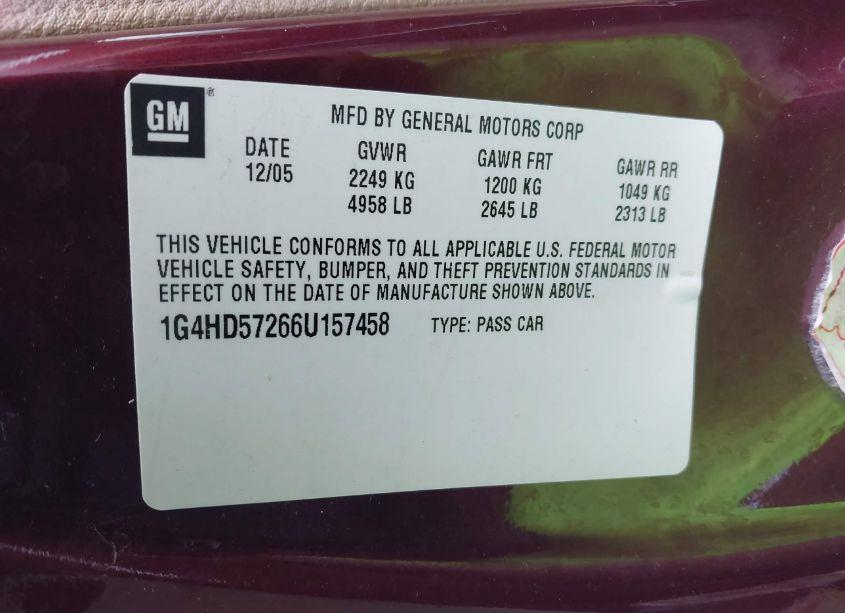 GM®
MFD BY GENERAL MOTORS CORP
DATE GVWR GAWR FRT GAWR RR
12/05 2249 KG 1200 KG 1049 KG
4958 LB 2645 LB 2313 LB
THIS VEHICLE CONFORMS TO ALL APPLICABLE U.S. FEDERAL MOTOR
VEHICLE SAFETY, BUMPER, AND THEFT PREVENTION STANDARDS IN
EFFECT ON THE DATE OF MANUFACTURE SHOWN ABOVE.
1G4HD57266U157458 TYPE: PASS CAR